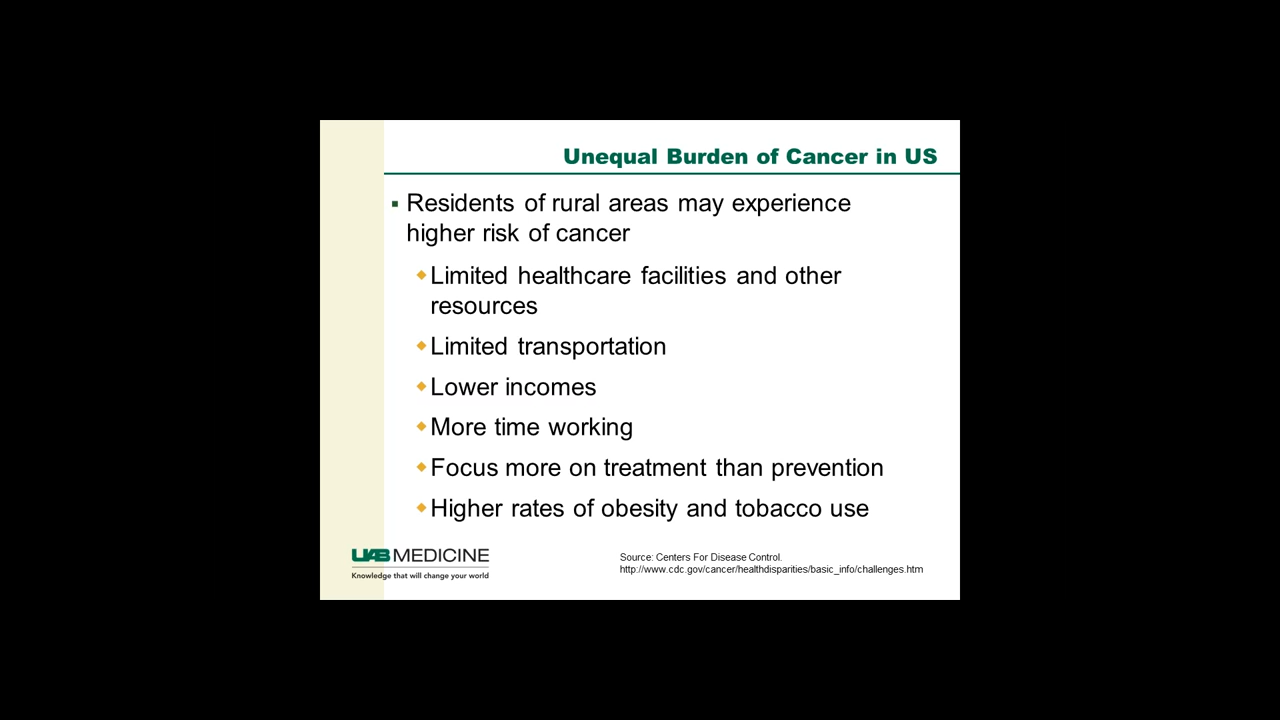 Unequal Burden of Cancer in US
Residents of rural areas may experience
higher risk of cancer
Limited healthcare facilities and other
resources
Limited transportation
Lower incomes
More time working
Focus more on treatment than prevention
Higher rates of obesity and tobacco use
UAB MEDICINE
Knowledge that will change your world
Source: Centers For Disease Control.
http://www.cdc.gov/cancer/healthdisparities/basic_info/challenges.htm